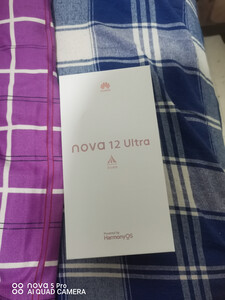 HUAWEI
nova 12 Ultra
Powered by
HarmonyOS
nova 5 Pro
AI QUAD CAMERA